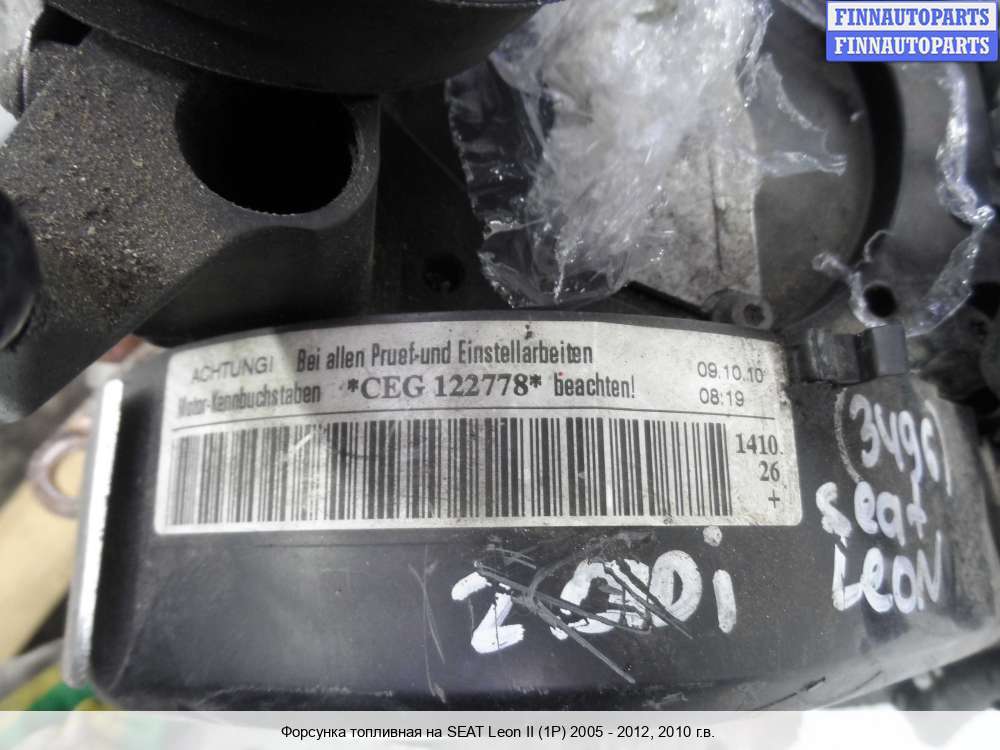 FINNAUTOPARTS
FINNAUTOPARTS
ACHTUNG! Bei allen Pruef-und Einstellarbeiten 09.10.10
Motor-Kennbuchstaben *CEG 122778* beachten! 08:19
1410
26
+
seat
Leon
Форсунка топливная на SEAT Leon II (1P) 2005 - 2012, 2010 г.в.